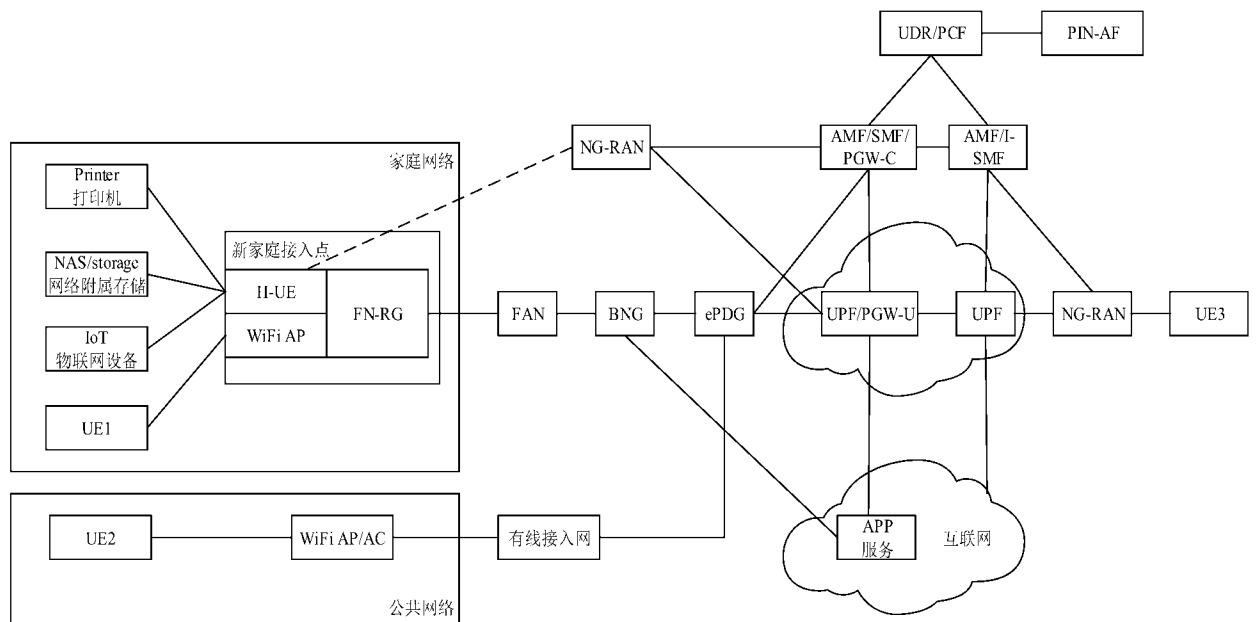 UDR/PCF
PIN-AF
NG-RAN
AMF/SMF/
PGW-C
AMF/I-
SMF
家庭网络
Printer
打印机
新家庭接入点
NAS/storage
网络附属存储
H-UE
FN-RG
WiFi AP
IoT
物联网设备
UE1
FAN
BNG
ePDG
UPF/PGW-U
UPF
NG-RAN
UE3
UE2
WiFi AP/AC
有线接入网
APP
服务
互联网
公共网络